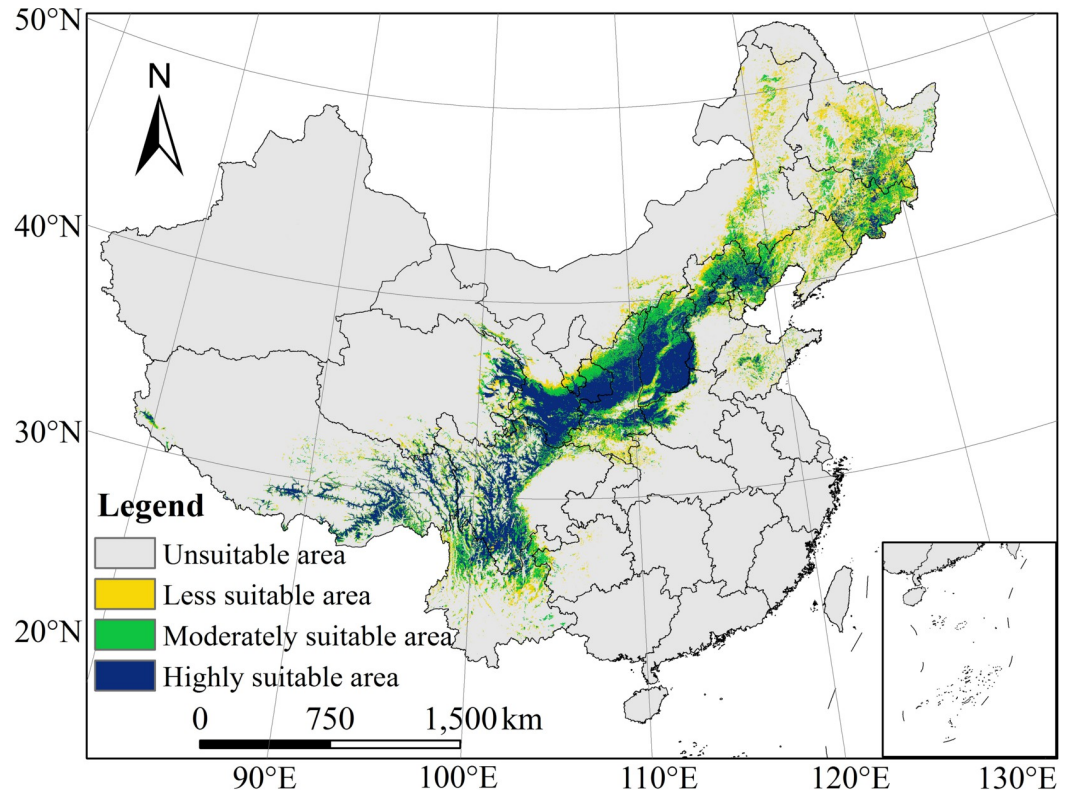 50°N
N
40°N
30°N
Legend
Unsuitable area
Less suitable area
20°N
Moderately suitable area
Highly suitable area
0 750 1,500 km
90°E 100°E 110°E 120°E 130°E